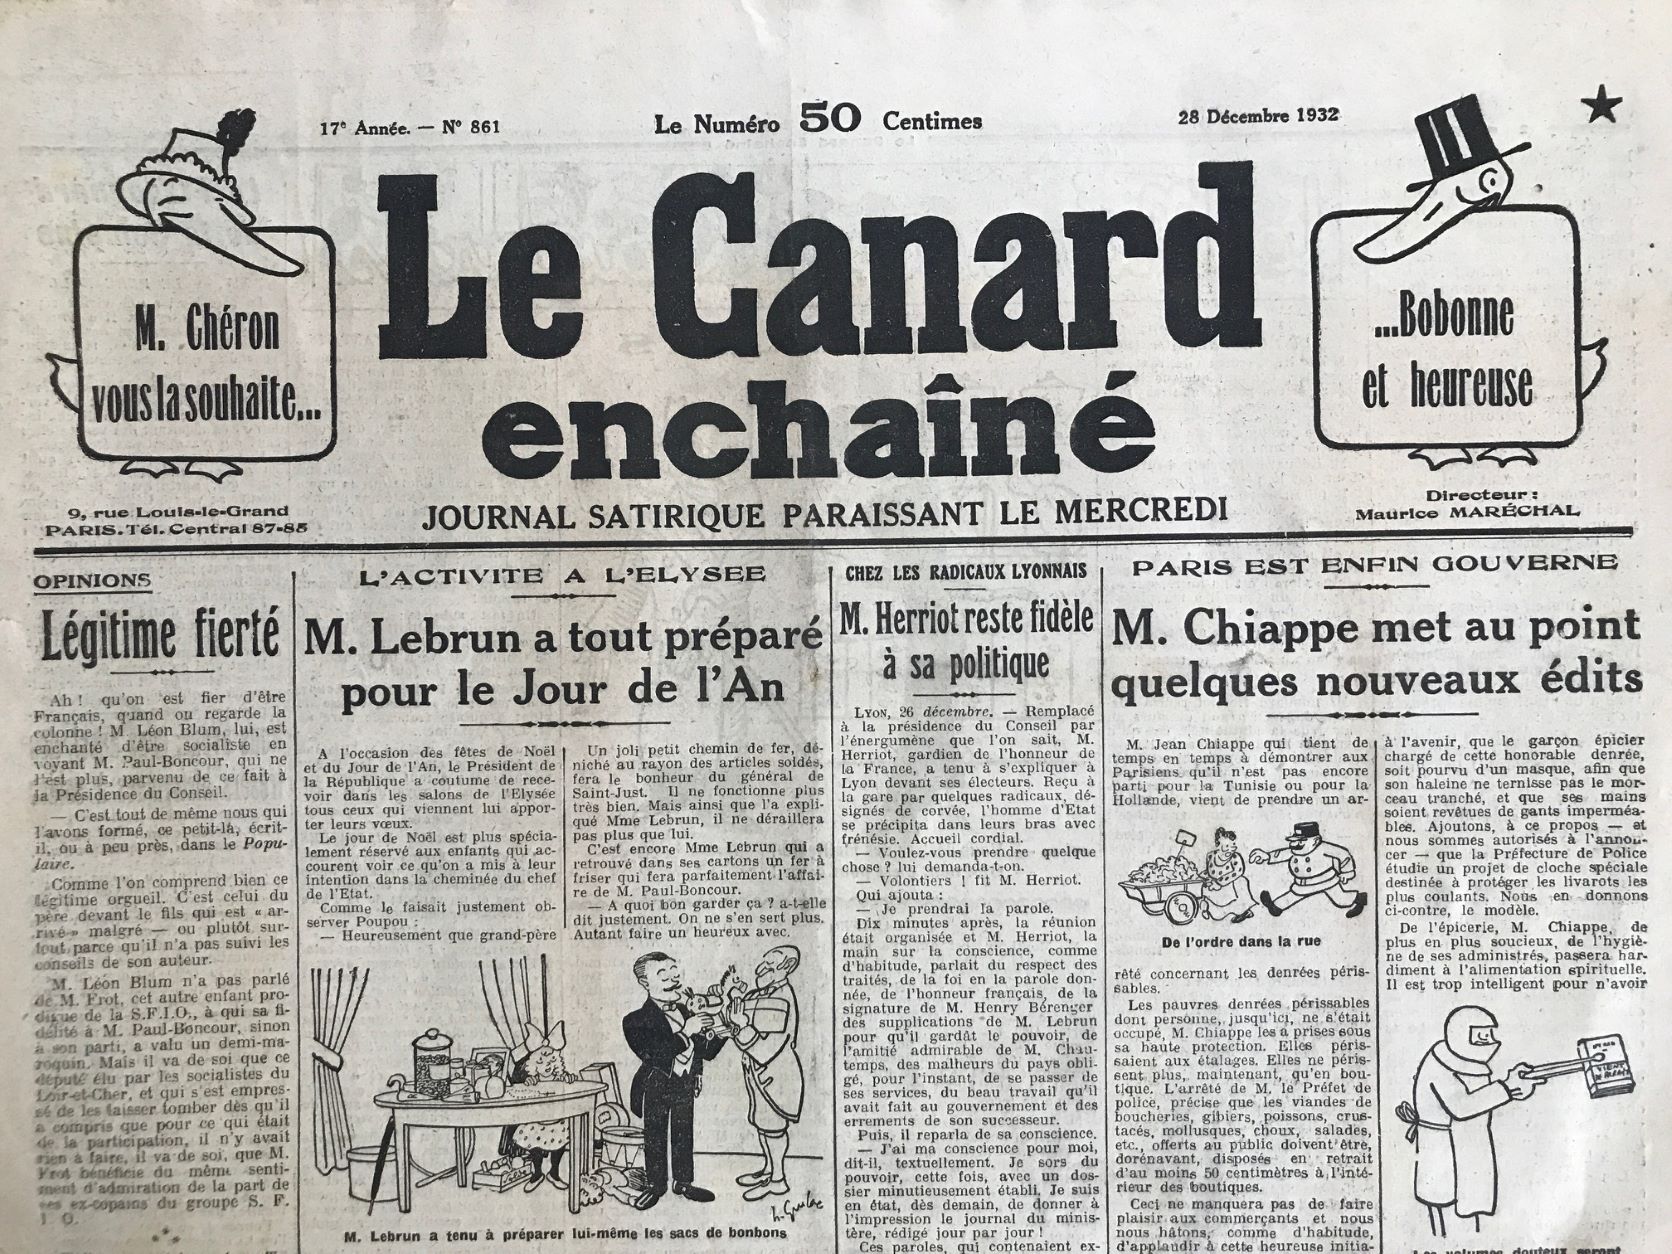 17e Année. — N° 861
Le Numéro 50 Centimes
28 Décembre 1932
M. Chéron
vous la souhaite...
Le Canard
enchaîné
...Bobonne
et heureuse
9, rue Louis-le-Grand
PARIS. Tél. Central 87-85
JOURNAL SATIRIQUE PARAISSANT LE MERCREDI
Directeur :
Maurice MARÉCHAL
OPINIONS
Légitime fierté
Ah ! qu'on est fier d'être
Français, quand on regarde la
colonne ! M. Léon Blum, lui, est
enchanté d'être socialiste en
voyant M. Paul-Boncour, qui ne
l'est plus, parvenu de ce fait à
la Présidence du Conseil.
— C'est tout de même nous qui
l'avons formé, ce petit-là, écrit-
il, ou à peu près, dans le Popu-
laire.
Comme l'on comprend bien ce
légitime orgueil. C'est celui du
père devant le fils qui est « ar-
rivé » malgré — ou plutôt sur-
tout parce qu'il n'a pas suivi les
conseils de son auteur.
M. Léon Blum n'a pas parlé
de M. Frot, cet autre enfant pro-
digue de la S.F.I.O., à qui sa fi-
délité à M. Paul-Boncour, sinon
à son parti, a valu un demi-ma-
roquin. Mais il va de soi que ce
député élu par les socialistes du
Loir-et-Cher, et qui s'est empres-
sé de les laisser tomber dès qu'il
a compris que pour ce qui était
de la participation, il n'y avait
rien à faire, il va de soi, que M.
Frot bénéficie du même senti-
ment d'admiration de la part de
ses ex-copains du groupe S. F.
I. O.
L'ACTIVITE A L'ELYSEE
M. Lebrun a tout préparé
pour le Jour de l'An
A l'occasion des fêtes de Noël
et du Jour de l'An, le Président de
la République a coutume de rece-
voir dans les salons de l'Elysée
tous ceux qui viennent lui appor-
ter leurs vœux.
Le jour de Noël est plus spécia-
lement réservé aux enfants qui ac-
courent voir ce qu'on a mis à leur
intention dans la cheminée du chef
de l'Etat.
Comme le faisait justement ob-
server Poupou :
— Heureusement que grand-père
Un joli petit chemin de fer, dé-
niché au rayon des articles soldés,
fera le bonheur du général de
Saint-Just. Il ne fonctionne plus
très bien. Mais ainsi que l'a expli-
qué Mme Lebrun, il ne déraillera
pas plus que lui.
C'est encore Mme Lebrun qui a
retrouvé dans ses cartons un fer à
friser qui fera parfaitement l'affai-
re de M. Paul-Boncour.
— A quoi bon garder ça ? a-t-elle
dit justement. On ne s'en sert plus.
Autant faire un heureux avec.
M. Lebrun a tenu à préparer lui-même les sacs de bonbons
CHEZ LES RADICAUX LYONNAIS
M. Herriot reste fidèle
à sa politique
LYON, 26 décembre. — Remplacé
à la présidence du Conseil par
l'énergumène que l'on sait, M.
Herriot, gardien de l'honneur de
la France, a tenu à s'expliquer à
Lyon devant ses électeurs. Reçu à
la gare par quelques radicaux, dé-
signés de corvée, l'homme d'Etat
se précipita dans leurs bras avec
frénésie. Accueil cordial.
— Voulez-vous prendre quelque
chose ? lui demanda-t-on.
— Volontiers ! fit M. Herriot.
Qui ajouta :
— Je prendrai la parole.
Dix minutes après, la réunion
était organisée et M. Herriot, la
main sur la conscience, comme
d'habitude, parlait du respect des
traités, de la foi en la parole don-
née, de l'honneur français, de la
signature de M. Henry Bérenger
des supplications de M. Lebrun
pour qu'il gardât le pouvoir, de
l'amitié admirable de M. Chau-
temps, des malheurs du pays obli-
gé, pour l'instant, de se passer de
ses services, du beau travail qu'il
avait fait au gouvernement et des
errements de son successeur.
Puis, il reparla de sa conscience.
— J'ai ma conscience pour moi,
dit-il, textuellement. Je sors du
pouvoir, cette fois, avec un dos-
sier minutieusement établi. Je suis
en état, dès demain, de donner à
l'impression le journal du minis-
tère, rédigé jour par jour !
Ces paroles, qui contenaient ex-
PARIS EST ENFIN GOUVERNE
M. Chiappe met au point
quelques nouveaux édits
M. Jean Chiappe qui tient de
temps en temps à démontrer aux
Parisiens qu'il n'est pas encore
parti pour la Tunisie ou pour la
Hollande, vient de prendre un ar-
De l'ordre dans la rue
rêté concernant les denrées péris-
sables.
Les pauvres denrées périssables
dont personne, jusqu'ici, ne s'était
occupé, M. Chiappe les a prises sous
sa haute protection. Elles péris-
saient aux étalages. Elles ne péris-
sent plus, maintenant, qu'en bou-
tique. L'arrêté de M. le Préfet de
police, précise que les viandes de
boucheries, gibiers, poissons, crus-
tacés, mollusques, choux, salades,
etc., offerts au public doivent être,
dorénavant, disposés en retrait
d'au moins 50 centimètres à l'inté-
rieur des boutiques.
Ceci ne manquera pas de faire
plaisir aux commerçants et nous
nous hâtons, comme d'habitude,
d'applaudir à cette heureuse initia-
à l'avenir, que le garçon épicier
chargé de cette honorable denrée,
soit pourvu d'un masque, afin que
son haleine ne ternisse pas le mor-
ceau tranché, et que ses mains
soient revêtues de gants imperméa-
bles. Ajoutons, à ce propos — et
nous sommes autorisés à l'annon-
cer — que la Préfecture de Police
étudie un projet de cloche spéciale
destinée à protéger les livarots les
plus coulants. Nous en donnons
ci-contre, le modèle.
De l'épicerie, M. Chiappe, de
plus en plus soucieux, de l'hygiè-
ne de ses administrés, passera har-
diment à l'alimentation spirituelle.
Il est trop intelligent pour n'avoir
VIENT
Les volumes douteux seront